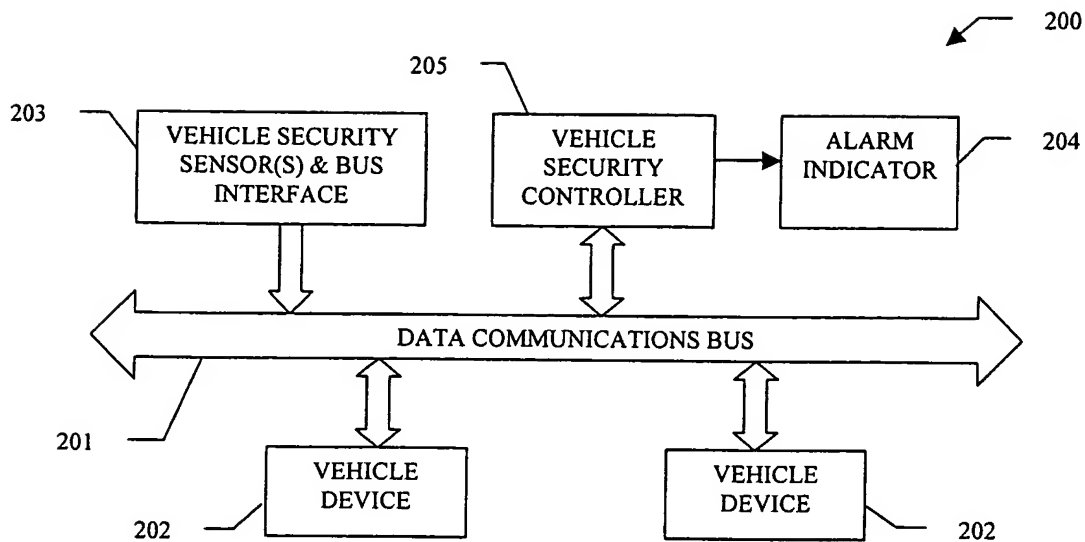 200
205
203
VEHICLE SECURITY
SENSOR(S) & BUS
INTERFACE
VEHICLE
SECURITY
CONTROLLER
ALARM
INDICATOR
204
DATA COMMUNICATIONS BUS
201
VEHICLE
DEVICE
VEHICLE
DEVICE
202
202